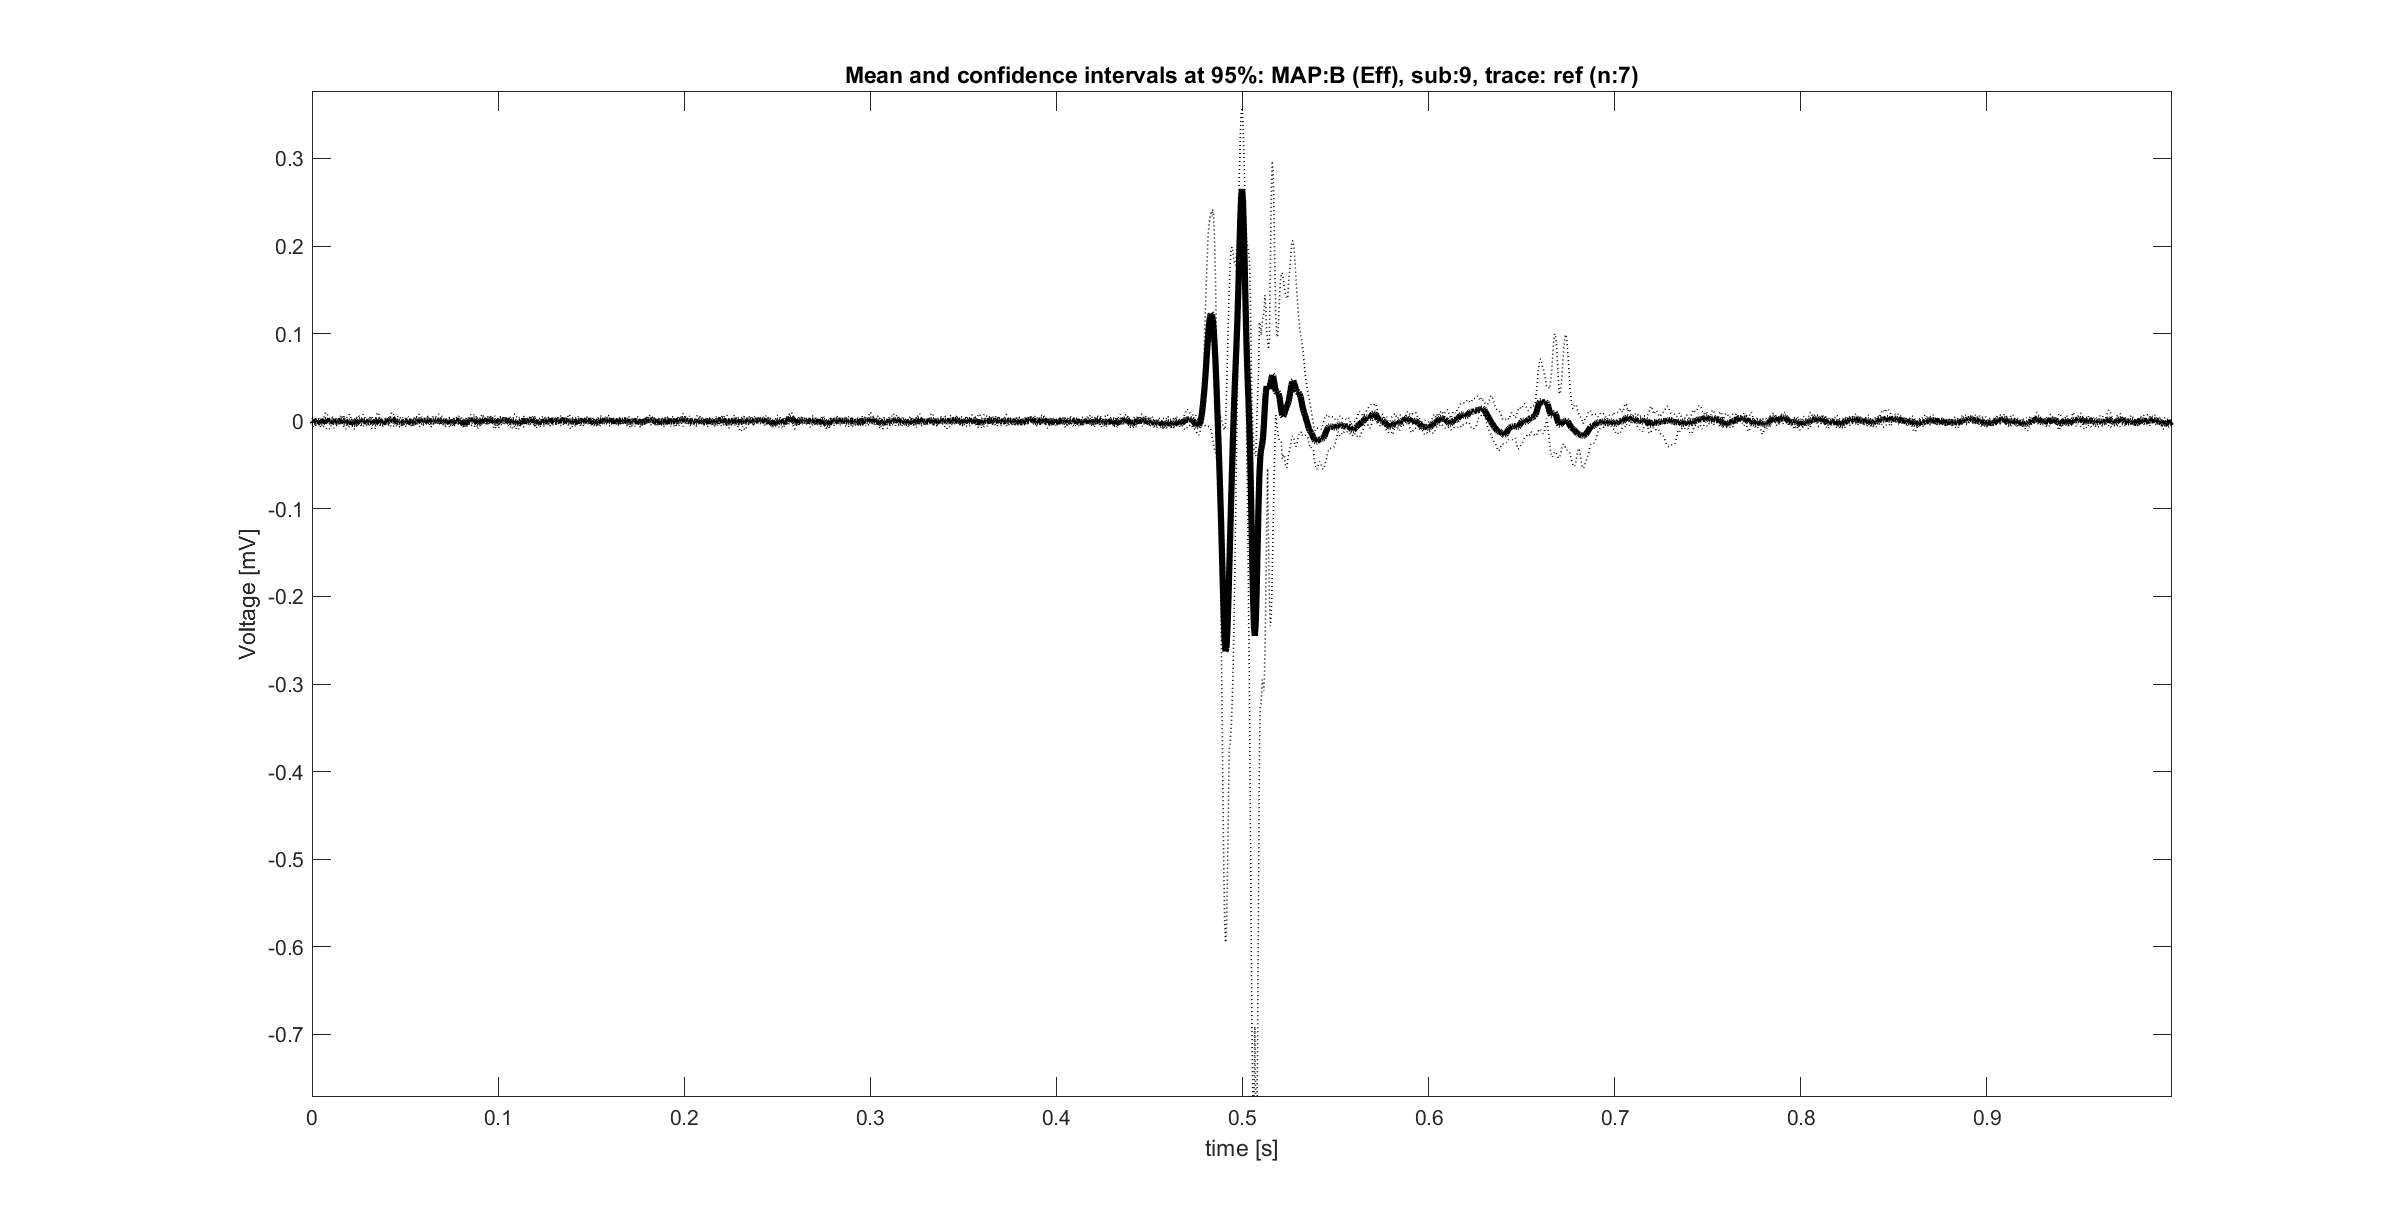 Mean and confidence intervals at 95%: MAP:B (Eff), sub:9, trace: ref (n:7)
0.3
0.2
0.1
0
-0.1
-0.2
-0.3
-0.4
-0.5
-0.6
-0.7
Voltage [mV]
0 0.1 0.2 0.3 0.4 0.5 0.6 0.7 0.8 0.9
time [s]